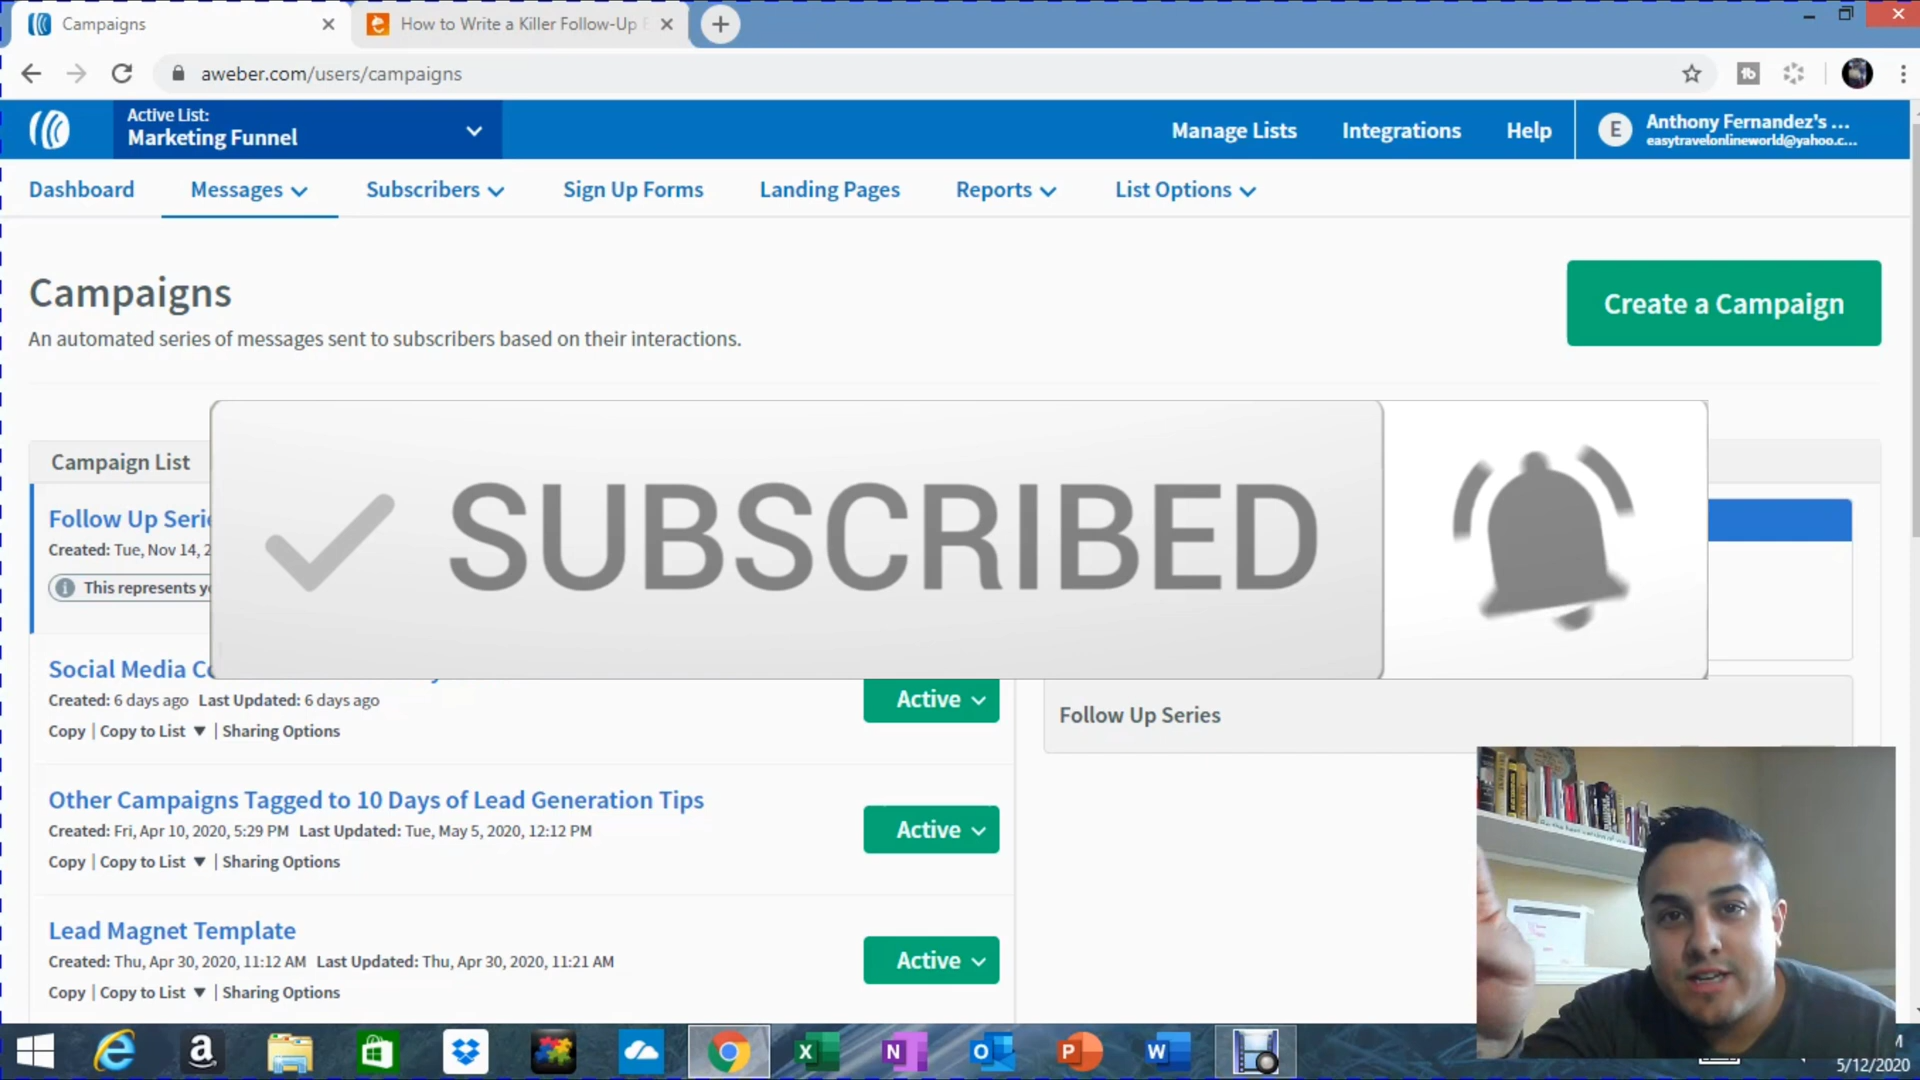 Campaigns
How to Write a Killer Follow-Up
aweber.com/users/campaigns
Active List:
Marketing Funnel
Manage Lists
Integrations
Help
E
Anthony Fernandez's ...
easytravelonlineworld@yahoo.c...
Dashboard
Messages
Subscribers
Sign Up Forms
Landing Pages
Reports
List Options
Campaigns
An automated series of messages sent to subscribers based on their interactions.
Create a Campaign
Campaign List
SUBSCRIBED
Follow Up Serie
Created: Tue, Nov 14, 2
This represents y
Social Media C
Created: 6 days ago Last Updated: 6 days ago
Copy | Copy to List ▼ | Sharing Options
Active
Follow Up Series
Other Campaigns Tagged to 10 Days of Lead Generation Tips
Created: Fri, Apr 10, 2020, 5:29 PM Last Updated: Tue, May 5, 2020, 12:12 PM
Copy | Copy to List ▼ | Sharing Options
Active
Lead Magnet Template
Created: Thu, Apr 30, 2020, 11:12 AM Last Updated: Thu, Apr 30, 2020, 11:21 AM
Copy | Copy to List ▼ | Sharing Options
Active
5/12/2020